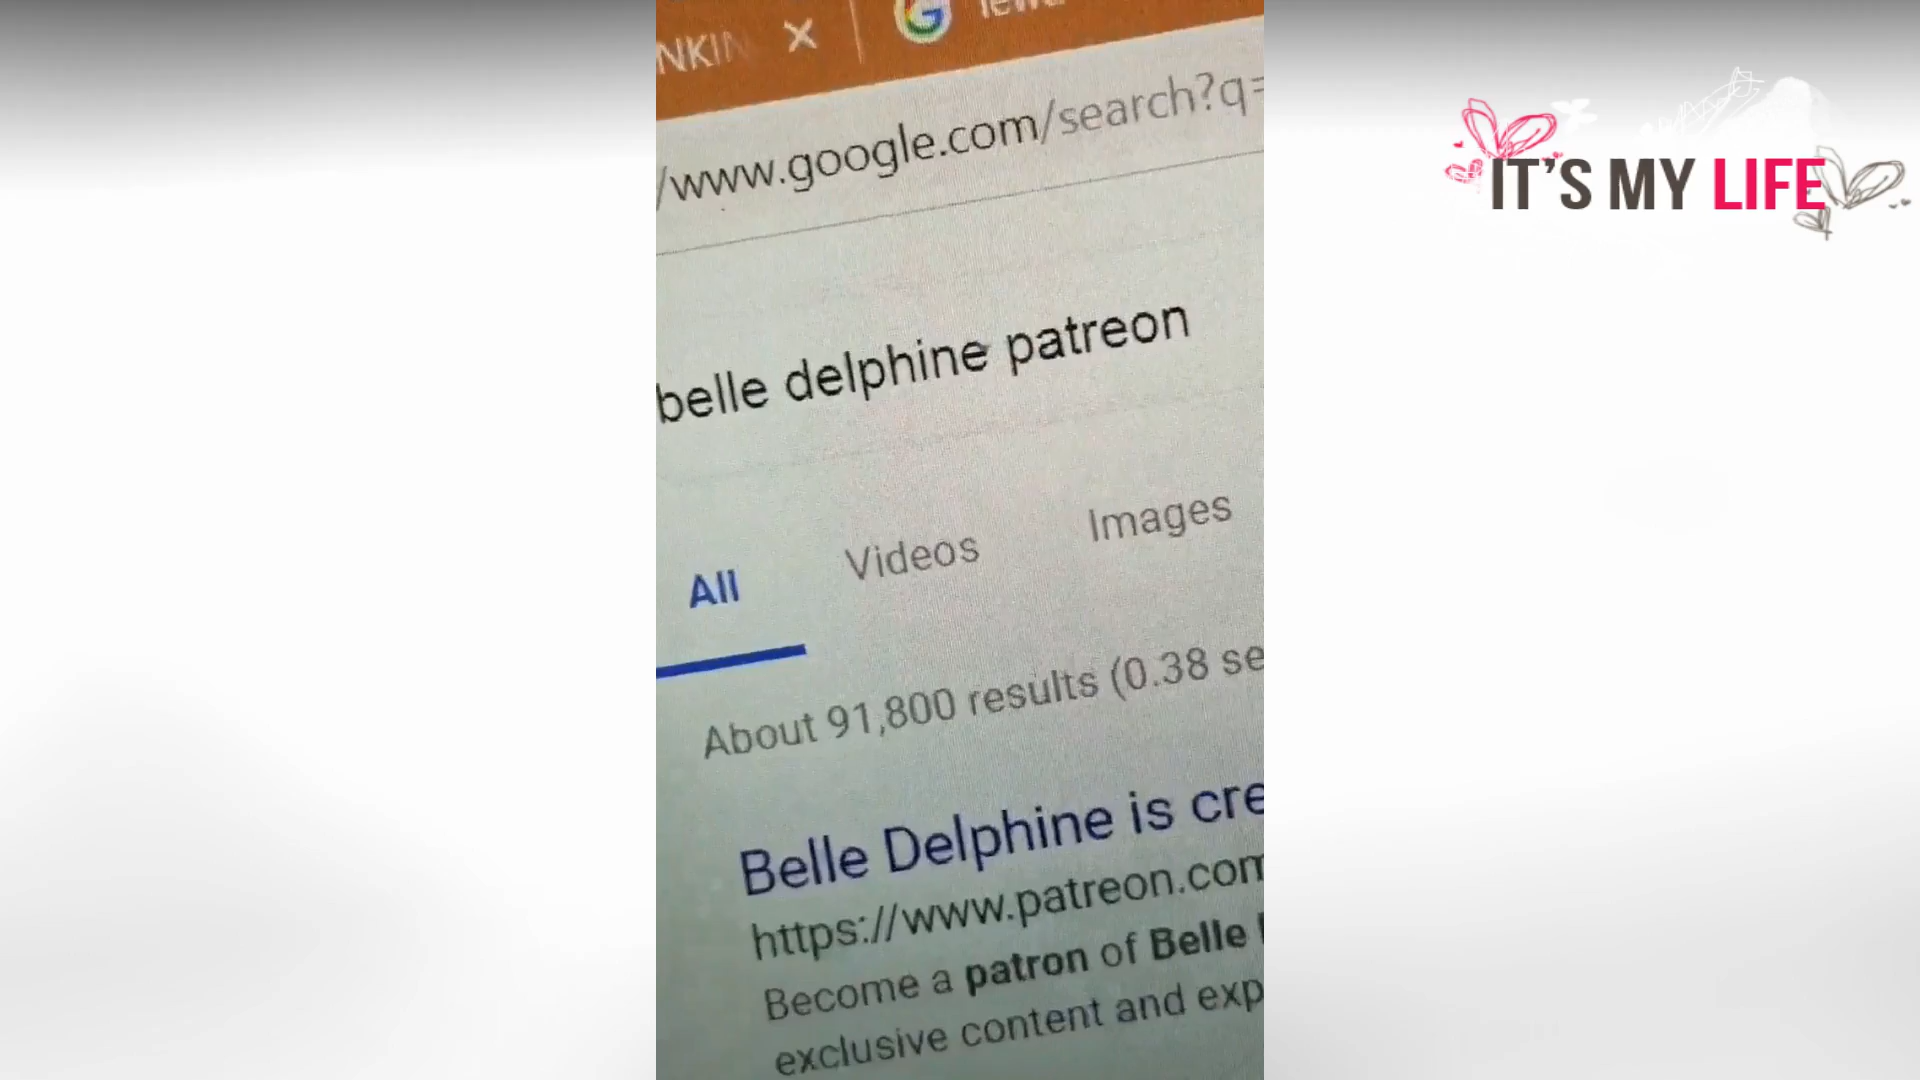 NKIN
/www.google.com/search?q=
belle delphine patreon
All Videos Images
About 91,800 results (0.38 se
Belle Delphine is cre
https://www.patreon.com
Become a patron of Belle
exclusive content and exp
IT'S MY LIFE